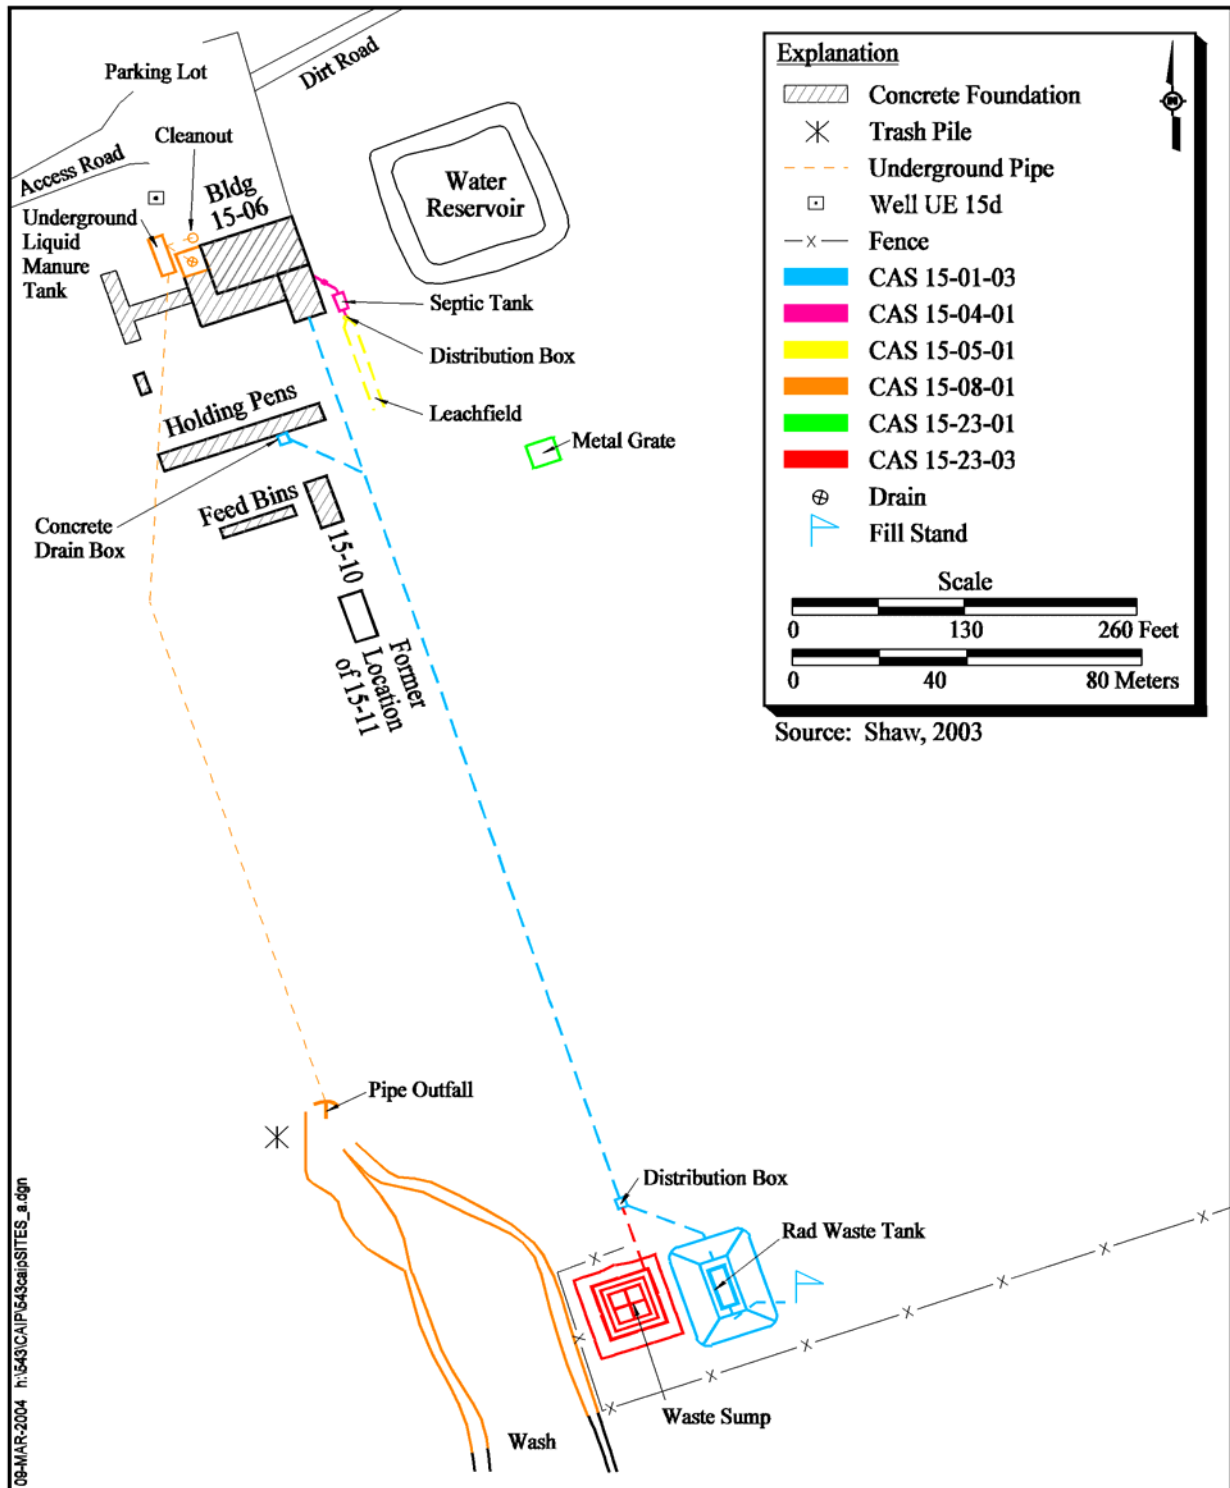 Parking Lot
Dirt Road
Cleanout
Access Road
Bldg
15-06
Water
Reservoir
Underground
Liquid
Manure
Tank
Septic Tank
Distribution Box
Leachfield
Holding Pens
Metal Grate
Feed Bins
Concrete
Drain Box
15-10
Former
Location
of 15-11
Pipe Outfall
Distribution Box
Rad Waste Tank
Waste Sump
Wash
Explanation
N
Concrete Foundation
Trash Pile
Underground Pipe
Well UE 15d
X
Fence
CAS 15-01-03
CAS 15-04-01
CAS 15-05-01
CAS 15-08-01
CAS 15-23-01
CAS 15-23-03
Drain
Fill Stand
Scale
0 130 260 Feet
0 40 80 Meters
Source: Shaw, 2003
09-MAR-2004 h:\543\CAIP\543caipSITES_a.dgn